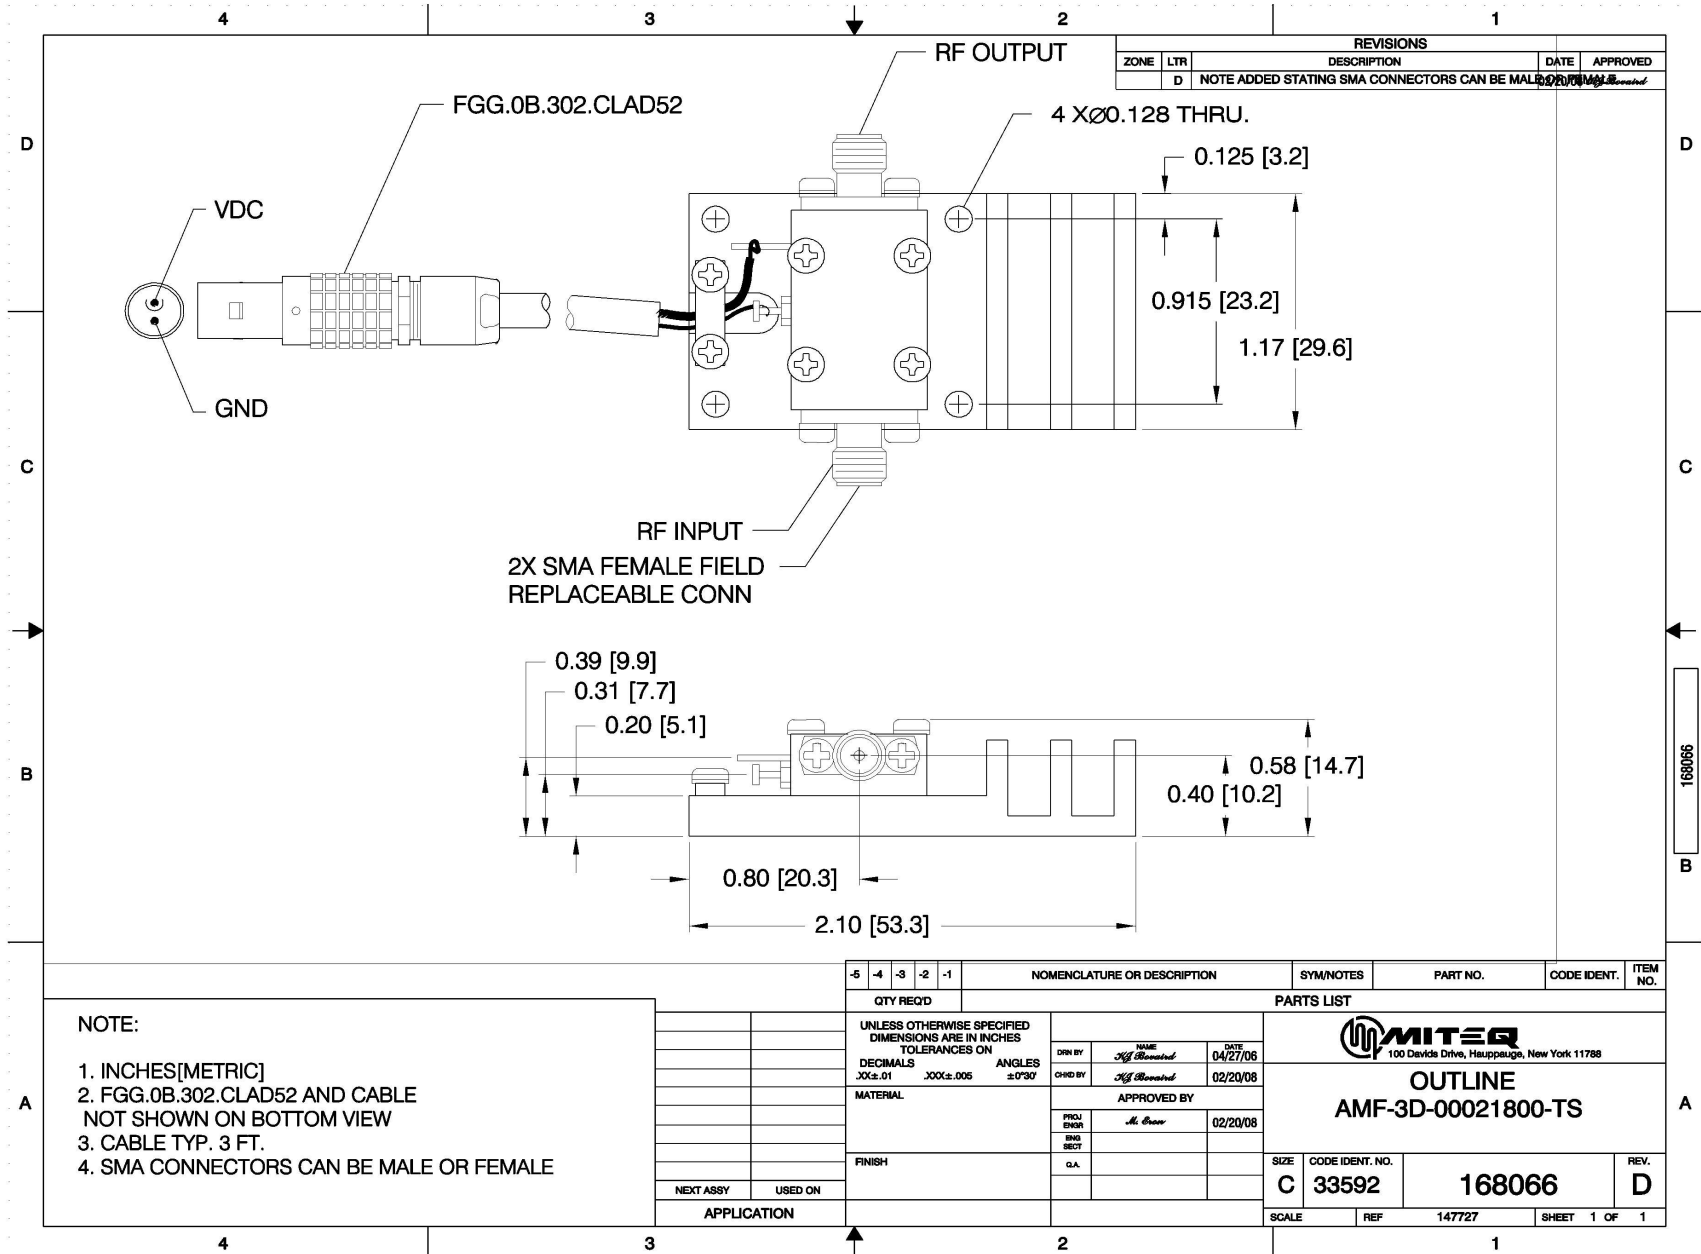 4 3 2 1
REVISIONS
ZONE LTR DESCRIPTION DATE APPROVED
D NOTE ADDED STATING SMA CONNECTORS CAN BE MALE OR FEMALE
RF OUTPUT
FGG.0B.302.CLAD52
4 XØ0.128 THRU.
D D
0.125 [3.2]
VDC
0.915 [23.2]
1.17 [29.6]
GND
C C
RF INPUT
2X SMA FEMALE FIELD
REPLACEABLE CONN
0.39 [9.9]
0.31 [7.7]
0.20 [5.1]
0.58 [14.7]
0.40 [10.2]
168066
B
B
0.80 [20.3]
2.10 [53.3]
-5 -4 -3 -2 -1 NOMENCLATURE OR DESCRIPTION SYM/NOTES PART NO. CODE IDENT. ITEM NO.
QTY REQ'D PARTS LIST
NOTE:
1. INCHES[METRIC]
2. FGG.0B.302.CLAD52 AND CABLE
NOT SHOWN ON BOTTOM VIEW
3. CABLE TYP. 3 FT.
4. SMA CONNECTORS CAN BE MALE OR FEMALE
A A
NEXT ASSY USED ON
APPLICATION
UNLESS OTHERWISE SPECIFIED
DIMENSIONS ARE IN INCHES
TOLERANCES ON
DECIMALS ANGLES
.XX±.01 .XXX±.005 ±0°30'
MATERIAL
FINISH
NAME DATE
DRN BY KJ Bovaird 04/27/06
CHKD BY KJ Bovaird 02/20/08
APPROVED BY
PROJ ENGR M. Eron 02/20/08
ENG SECT
Q.A.
MITEQ
100 Davids Drive, Hauppauge, New York 11788
OUTLINE
AMF-3D-00021800-TS
SIZE CODE IDENT. NO. REV.
C 33592 168066 D
SCALE REF 147727 SHEET 1 OF 1
4 3 2 1